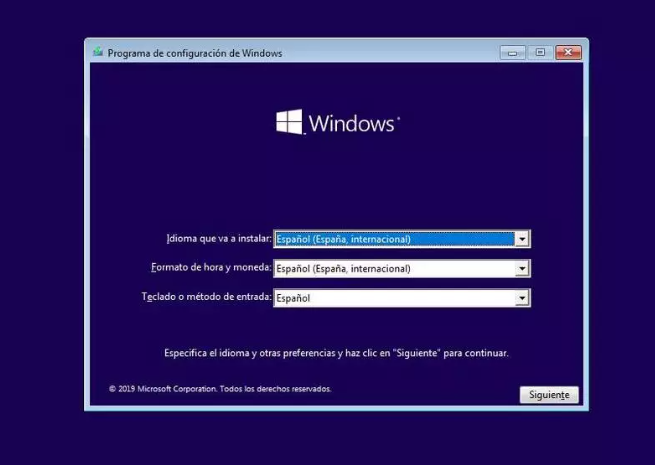 Programa de configuración de Windows
Windows
Idioma que va a instalar: Español (España, internacional)
Formato de hora y moneda: Español (España, internacional)
Teclado o método de entrada: Español
Especifica el idioma y otras preferencias y haz clic en "Siguiente" para continuar.
© 2019 Microsoft Corporation. Todos los derechos reservados.
Siguiente